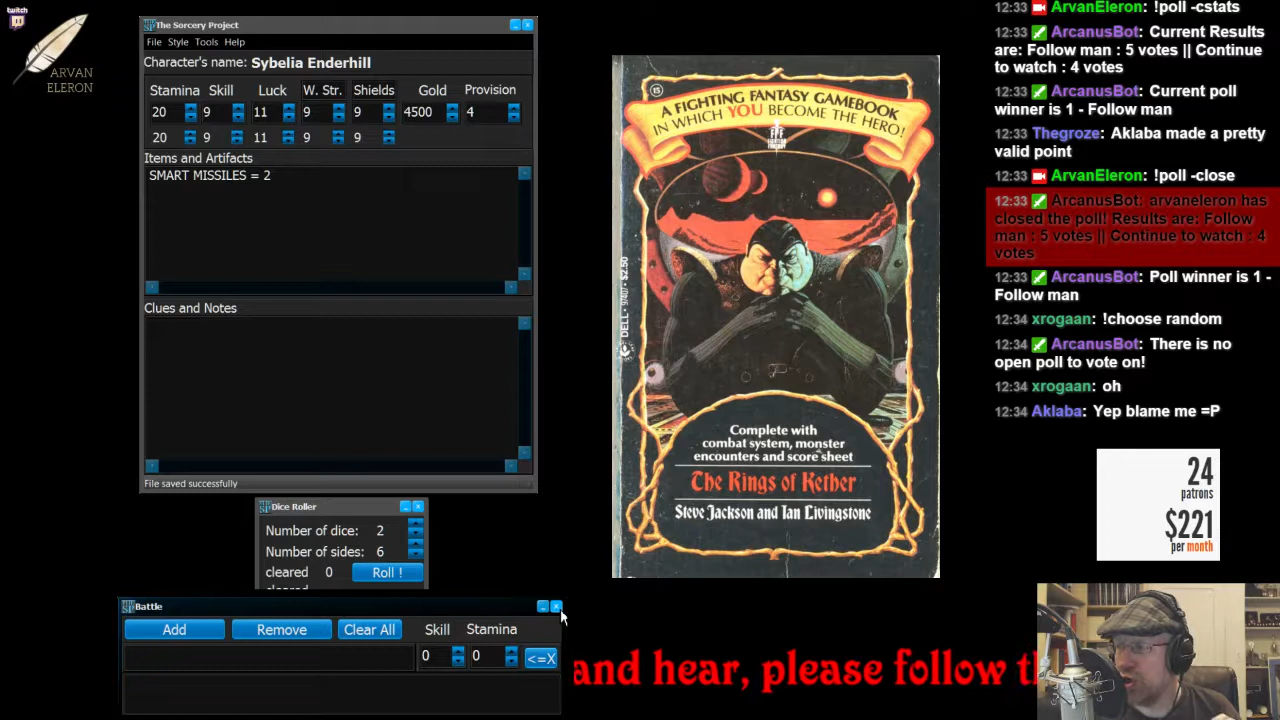 twitch
ARVAN
ELERON
The Sorcery Project
File Style Tools Help
Character's name: Sybelia Enderhill
Stamina Skill Luck W. Str. Shields Gold Provision
20 9 11 9 9 4500 4
20 9 11 9 9
Items and Artifacts
SMART MISSILES = 2
Clues and Notes
File saved successfully
Dice Roller
Number of dice: 2
Number of sides: 6
cleared 0 Roll !
cleared
Battle
Add Remove Clear All Skill Stamina
0 0 <=X
15
A FIGHTING FANTASY GAMEBOOK
IN WHICH YOU BECOME THE HERO!
DELL • 97407 • $2.50
Complete with
combat system, monster
encounters and score sheet
The Rings of Kether
Steve Jackson and Ian Livingstone
and hear, please follow th
12:33 ArvanEleron: !poll -cstats
12:33 ArcanusBot: Current Results
are: Follow man : 5 votes || Continue
to watch : 4 votes
12:33 ArcanusBot: Current poll
winner is 1 - Follow man
12:33 Thegroze: Aklaba made a pretty
valid point
12:33 ArvanEleron: !poll -close
12:33 ArcanusBot: arvaneleron has
closed the poll! Results are: Follow
man : 5 votes || Continue to watch : 4
votes
12:33 ArcanusBot: Poll winner is 1 -
Follow man
12:34 xrogaan: !choose random
12:34 ArcanusBot: There is no
open poll to vote on!
12:34 xrogaan: oh
12:34 Aklaba: Yep blame me =P
24
patrons
$221
per month